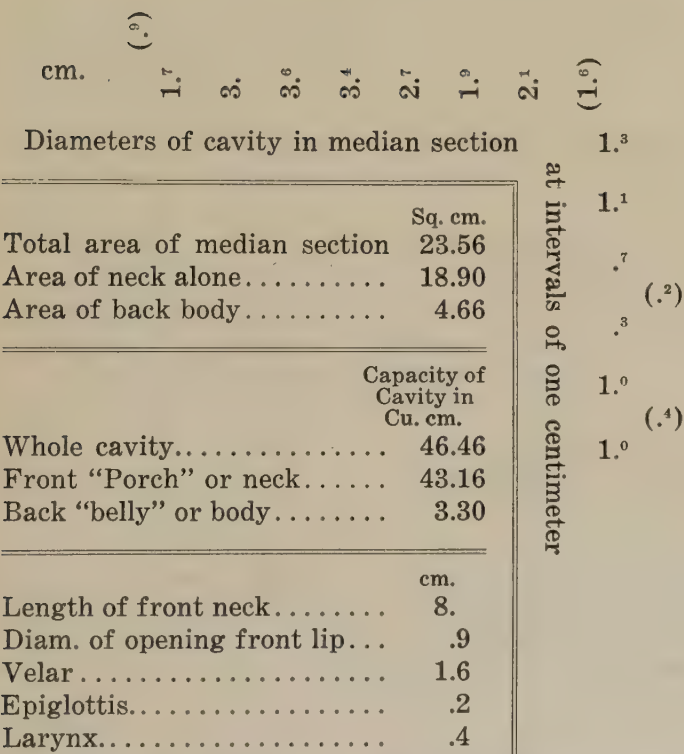 cm. (.⁹) 1.⁷ 3. 3.⁶ 3.⁴ 2.⁷ 1.⁹ 2.¹ (1.⁶)
Diameters of cavity in median section
at intervals of one centimeter
1.³
1.¹
.⁷
(.²)
.³
1.⁰
(.⁴)
1.⁰
Sq. cm.
Total area of median section 23.56
Area of neck alone.......... 18.90
Area of back body.......... 4.66
Capacity of
Cavity in
Cu. cm.
Whole cavity................ 46.46
Front “Porch” or neck...... 43.16
Back “belly” or body........ 3.30
cm.
Length of front neck........ 8.
Diam. of opening front lip... .9
Velar...................... 1.6
Epiglottis.................. .2
Larynx.................... .4